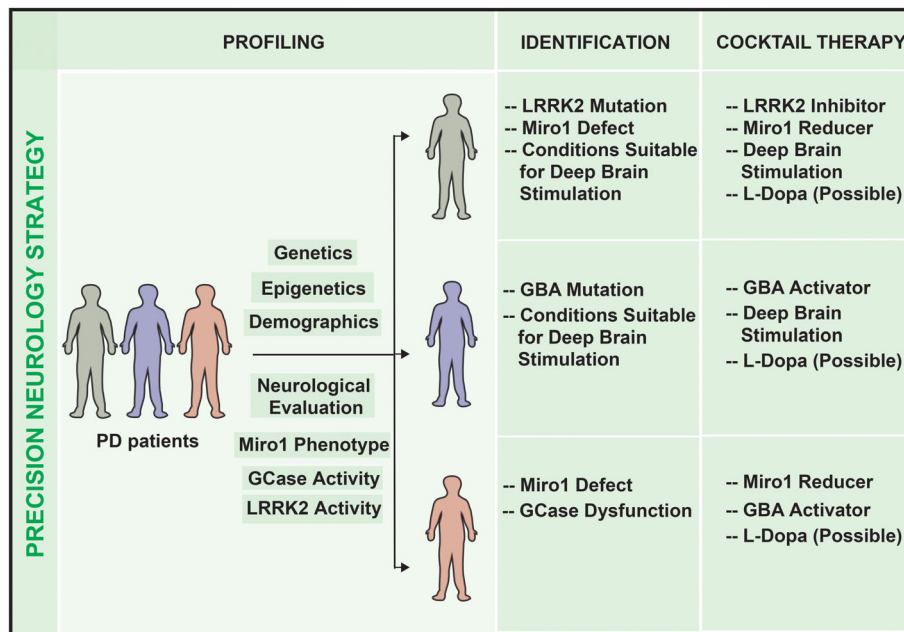 PRECISION NEUROLOGY STRATEGY
PROFILING
IDENTIFICATION
COCKTAIL THERAPY
PD patients
Genetics
Epigenetics
Demographics
Neurological
Evaluation
Miro1 Phenotype
GCase Activity
LRRK2 Activity
-- LRRK2 Mutation
-- Miro1 Defect
-- Conditions Suitable
for Deep Brain
Stimulation
-- LRRK2 Inhibitor
-- Miro1 Reducer
-- Deep Brain
Stimulation
-- L-Dopa (Possible)
-- GBA Mutation
-- Conditions Suitable
for Deep Brain
Stimulation
-- GBA Activator
-- Deep Brain
Stimulation
-- L-Dopa (Possible)
-- Miro1 Defect
-- GCase Dysfunction
-- Miro1 Reducer
-- GBA Activator
-- L-Dopa (Possible)